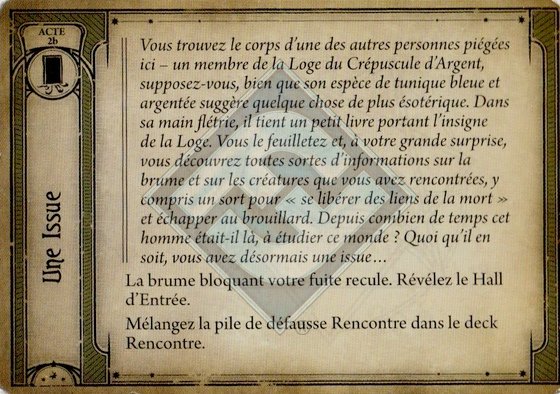 ACTE
2b
Une Issue
Vous trouvez le corps d'une des autres personnes piégées
ici – un membre de la Loge du Crépuscule d'Argent,
supposez-vous, bien que son espèce de tunique bleue et
argentée suggère quelque chose de plus ésotérique. Dans
sa main flétrie, il tient un petit livre portant l'insigne
de la Loge. Vous le feuilletez et, à votre grande surprise,
vous découvrez toutes sortes d'informations sur la
brume et sur les créatures que vous avez rencontrées, y
compris un sort pour « se libérer des liens de la mort »
et échapper au brouillard. Depuis combien de temps cet
homme était-il là, à étudier ce monde ? Quoi qu'il en
soit, vous avez désormais une issue…
La brume bloquant votre fuite recule. Révélez le Hall
d'Entrée.
Mélangez la pile de défausse Rencontre dans le deck
Rencontre.